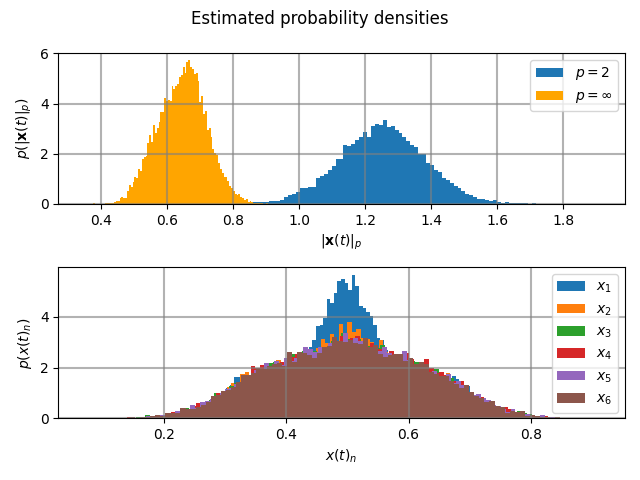 Estimated probability densities
6
4
2
0
p(|x(t)|ₚ)
p = 2
p = ∞
0.4 0.6 0.8 1.0 1.2 1.4 1.6 1.8
|x(t)|ₚ
4
2
0
p(x(t)ₙ)
x₁
x₂
x₃
x₄
x₅
x₆
0.2 0.4 0.6 0.8
x(t)ₙ